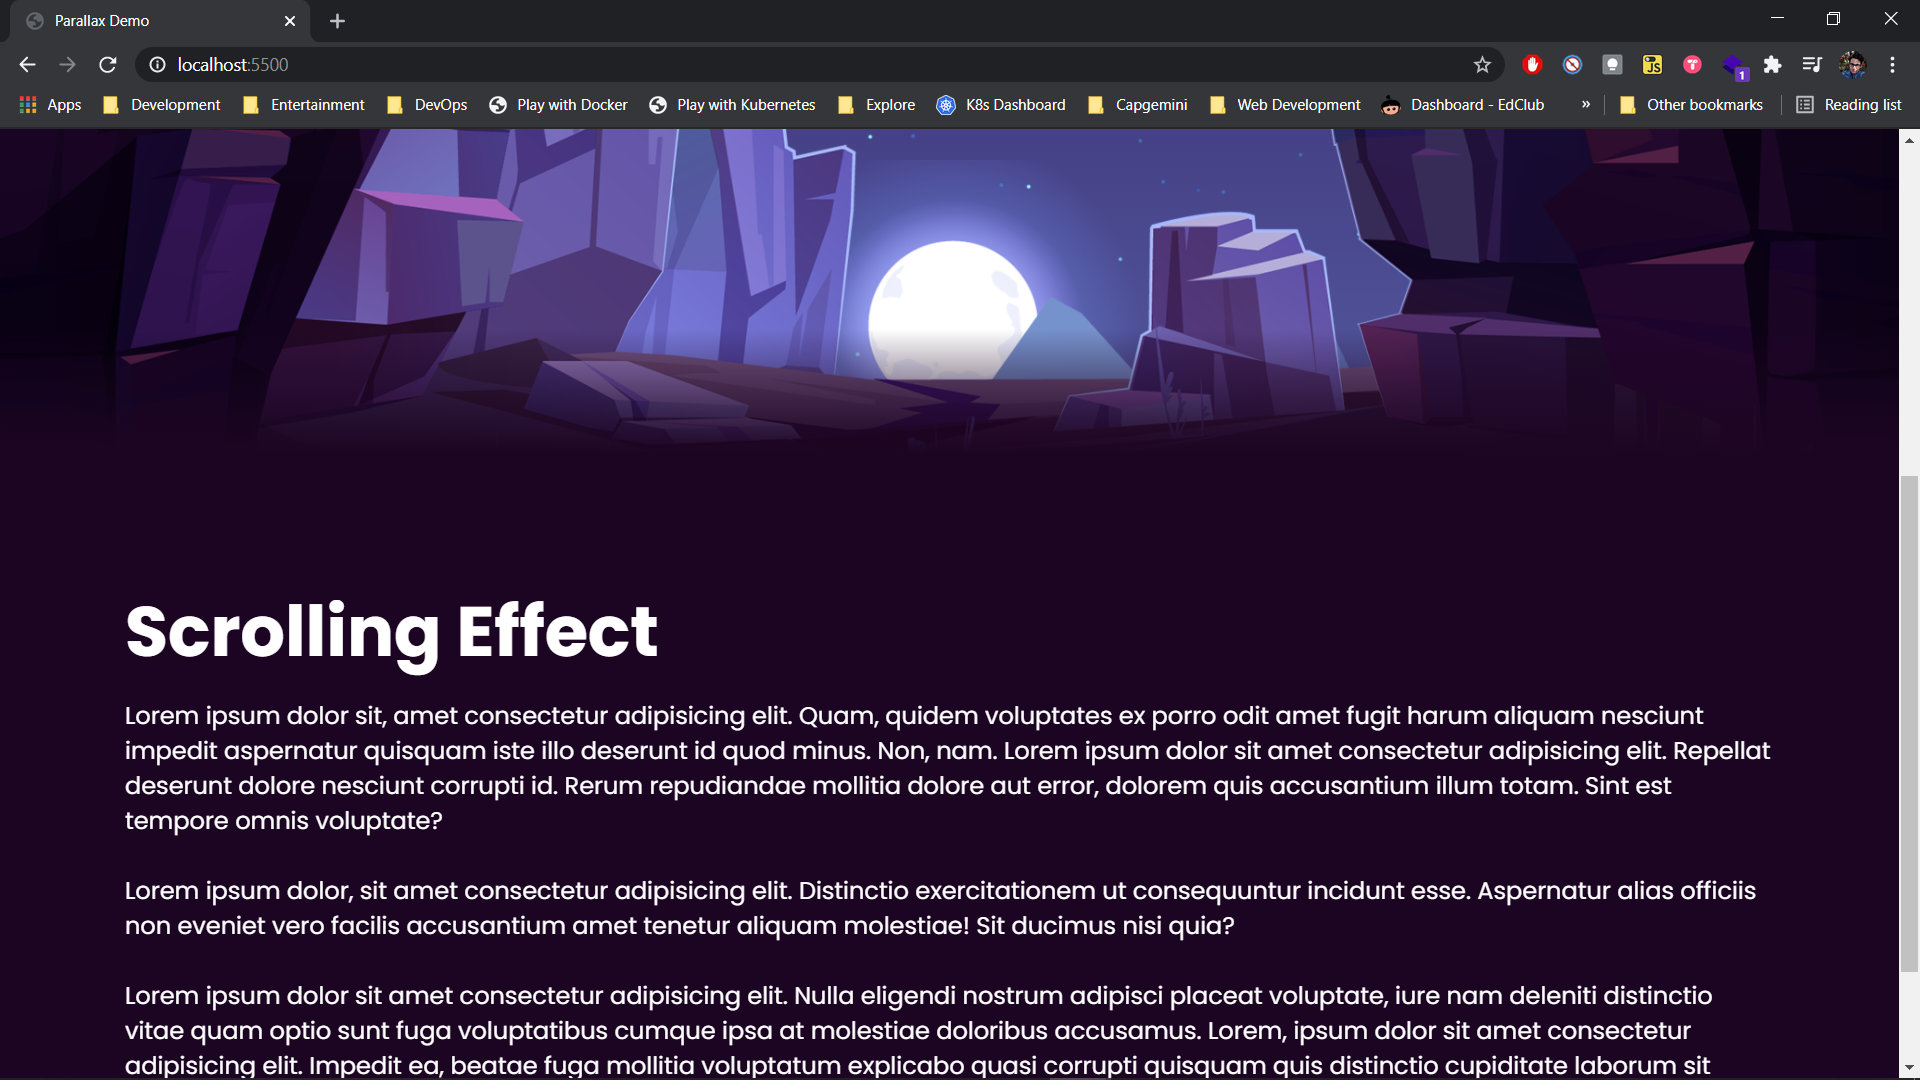 Parallax Demo
localhost:5500
JS
T
1
Apps Development Entertainment DevOps Play with Docker Play with Kubernetes Explore K8s Dashboard Capgemini Web Development Dashboard - EdClub » Other bookmarks Reading list
Scrolling Effect
Lorem ipsum dolor sit, amet consectetur adipisicing elit. Quam, quidem voluptates ex porro odit amet fugit harum aliquam nesciunt
impedit aspernatur quisquam iste illo deserunt id quod minus. Non, nam. Lorem ipsum dolor sit amet consectetur adipisicing elit. Repellat
deserunt dolore nesciunt corrupti id. Rerum repudiandae mollitia dolore aut error, dolorem quis accusantium illum totam. Sint est
tempore omnis voluptate?
Lorem ipsum dolor, sit amet consectetur adipisicing elit. Distinctio exercitationem ut consequuntur incidunt esse. Aspernatur alias officiis
non eveniet vero facilis accusantium amet tenetur aliquam molestiae! Sit ducimus nisi quia?
Lorem ipsum dolor sit amet consectetur adipisicing elit. Nulla eligendi nostrum adipisci placeat voluptate, iure nam deleniti distinctio
vitae quam optio sunt fuga voluptatibus cumque ipsa at molestiae doloribus accusamus. Lorem, ipsum dolor sit amet consectetur
adipisicing elit. Impedit ea, beatae fuga mollitia voluptatum explicabo quasi corrupti quisquam quis distinctio cupiditate laborum sit